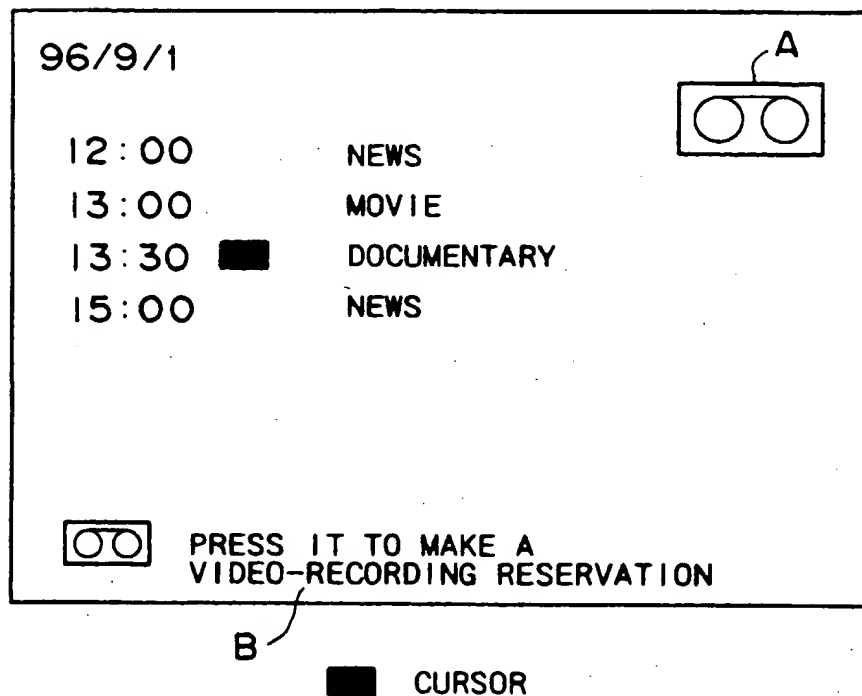 96/9/1
A
12:00 NEWS
13:00 MOVIE
13:30 DOCUMENTARY
15:00 NEWS
PRESS IT TO MAKE A
VIDEO-RECORDING RESERVATION
B
CURSOR